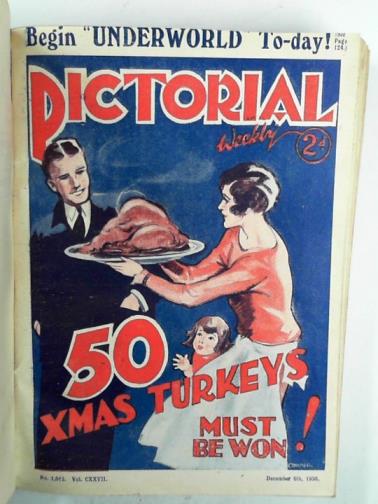 Begin "UNDERWORLD" To-day!
PICTORIAL
Weekly
2d
50
XMAS TURKEYS
MUST
BE WON!
Vol. CXXVII.
December 6th, 1930.